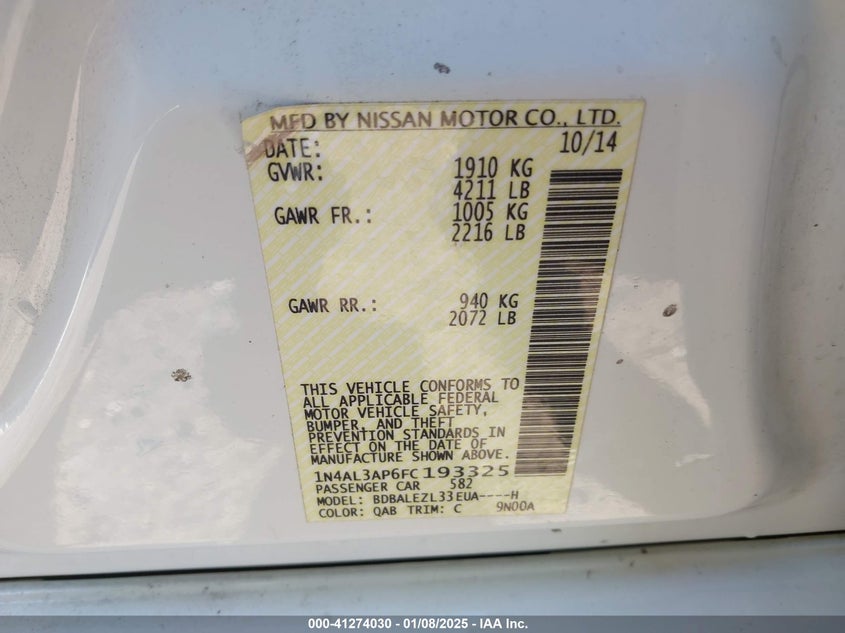 MFD BY NISSAN MOTOR CO., LTD.
DATE: 10/14
GVWR: 1910 KG
4211 LB
GAWR FR.: 1005 KG
2216 LB
GAWR RR.: 940 KG
2072 LB
THIS VEHICLE CONFORMS TO
ALL APPLICABLE FEDERAL
MOTOR VEHICLE SAFETY,
BUMPER, AND THEFT
PREVENTION STANDARDS IN
EFFECT ON THE DATE OF
MANUFACTURE SHOWN ABOVE.
1N4AL3AP6FC193325
PASSENGER CAR 582
MODEL: BDBALEZL33EUA----H
COLOR: QAB TRIM: C 9N00A
000-41274030 - 01/08/2025 - IAA Inc.